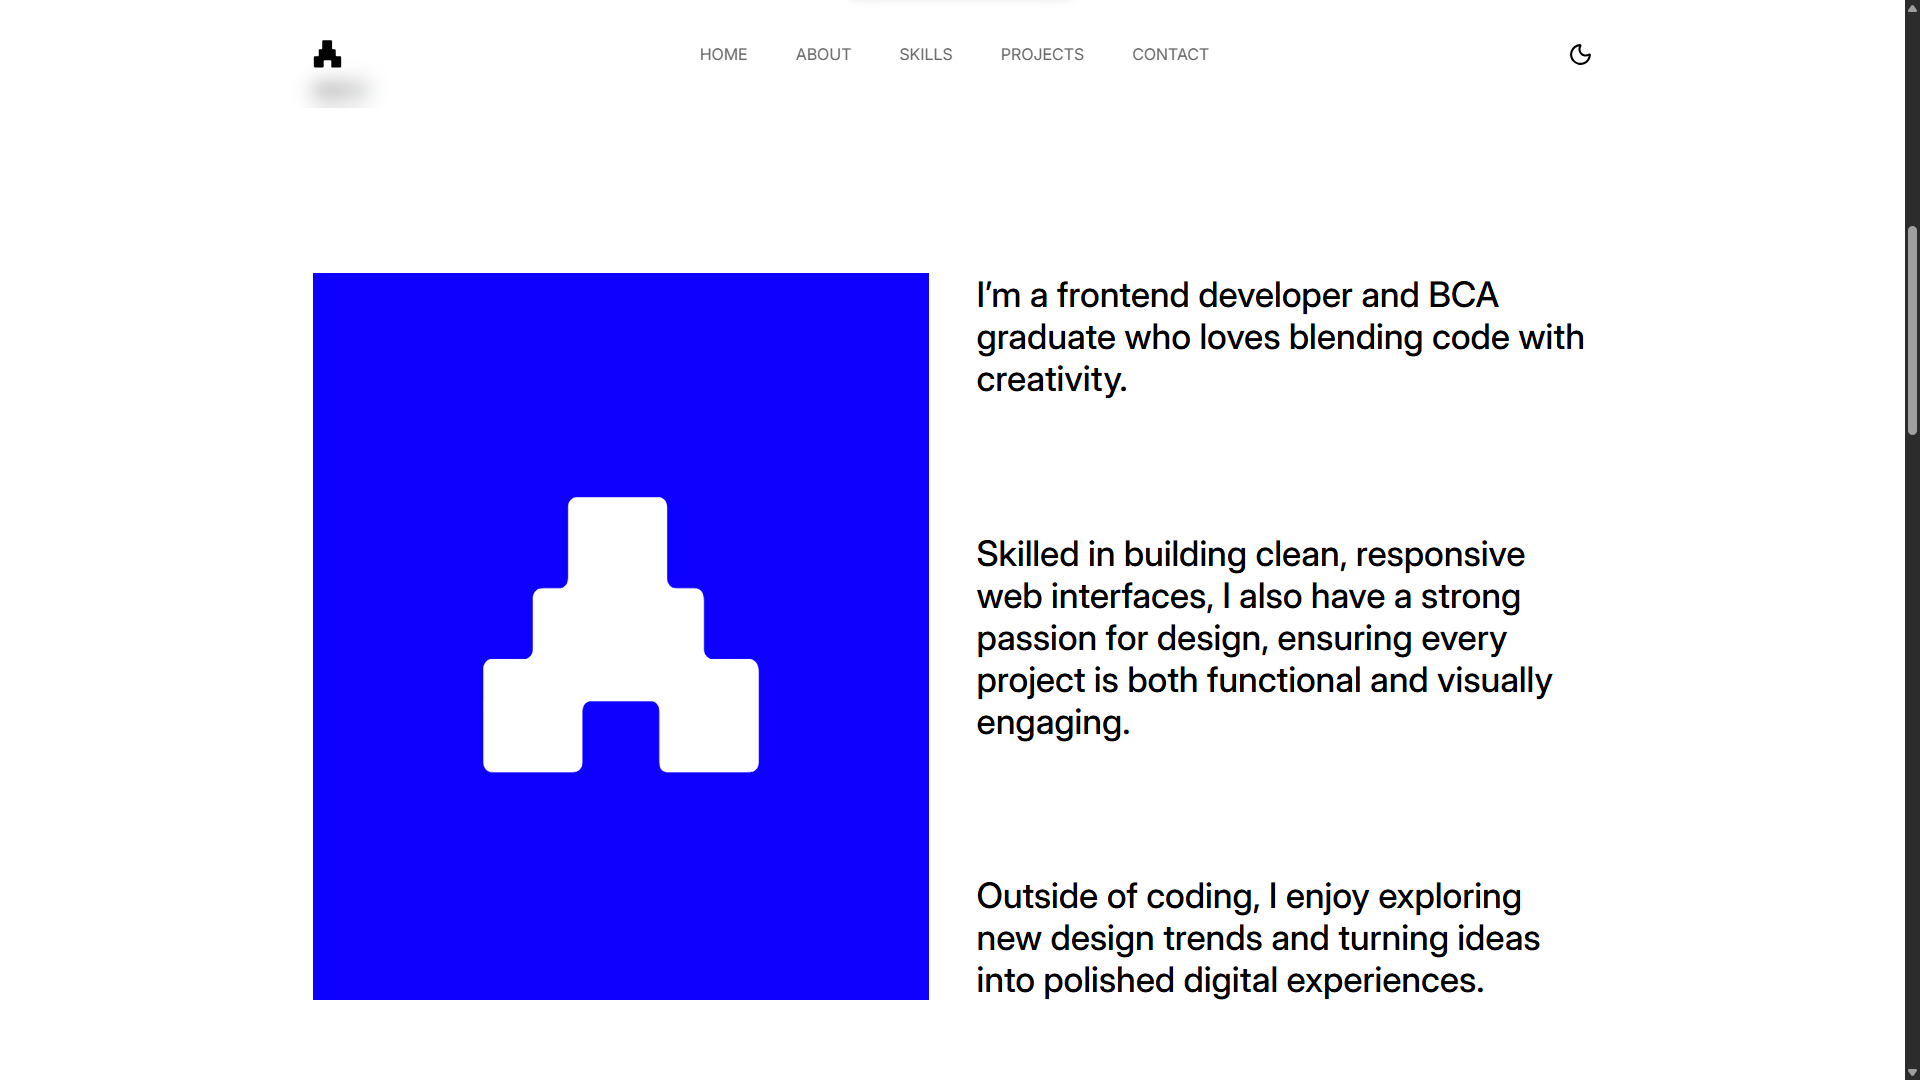 HOME
ABOUT
SKILLS
PROJECTS
CONTACT
I’m a frontend developer and BCA
graduate who loves blending code with
creativity.
Skilled in building clean, responsive
web interfaces, I also have a strong
passion for design, ensuring every
project is both functional and visually
engaging.
Outside of coding, I enjoy exploring
new design trends and turning ideas
into polished digital experiences.